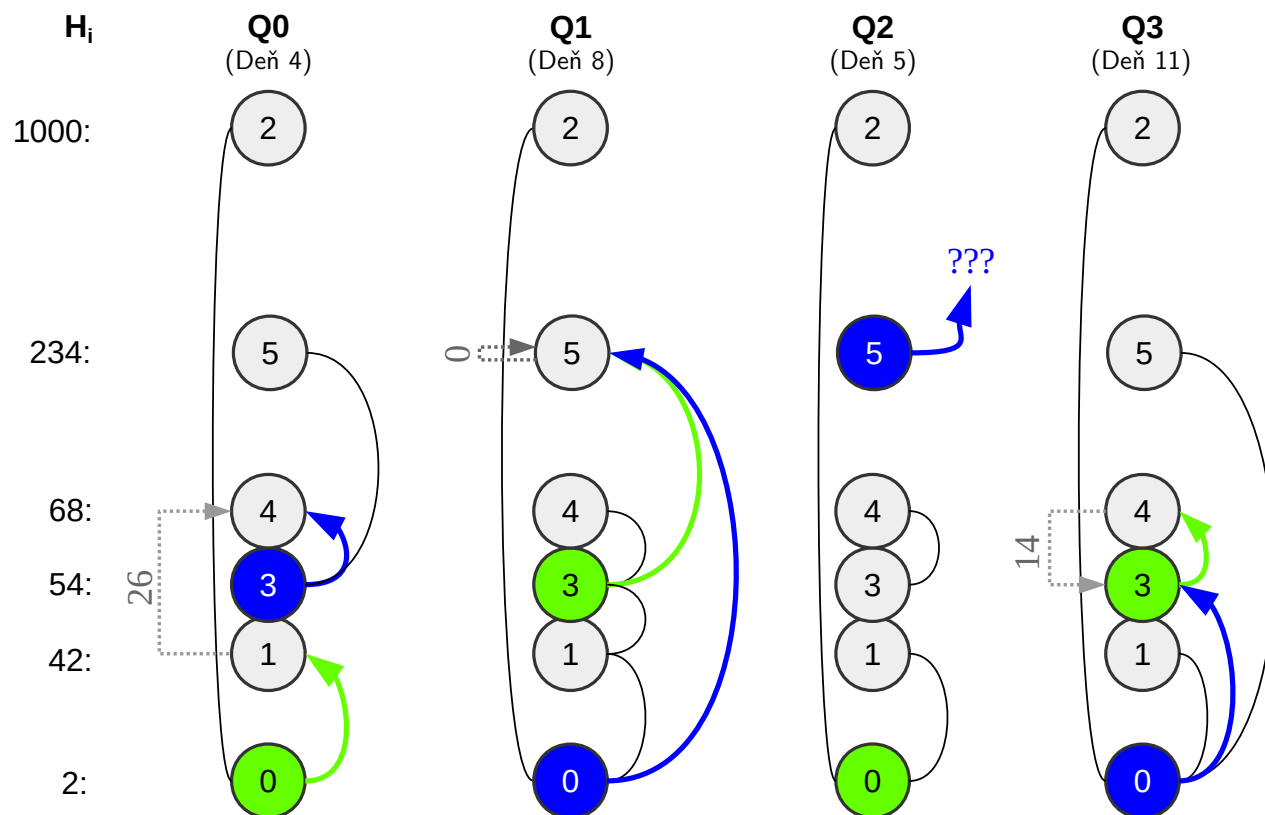 Hi Q0 Q1 Q2 Q3
(Deň 4) (Deň 8) (Deň 5) (Deň 11)
1000: 2 2 2 2
???
234: 5 0 5 5 5
68: 4 4 4 4
26 14
54: 3 3 3 3
42: 1 1 1 1
2: 0 0 0 0